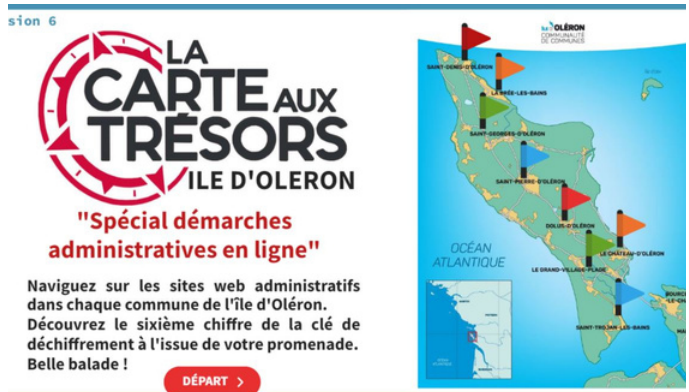 sion 6
LA
CARTE AUX
TRÉSORS
ILE D'OLERON
"Spécial démarches
administratives en ligne"
Naviguez sur les sites web administratifs
dans chaque commune de l'île d'Oléron.
Découvrez le sixième chiffre de la clé de
déchiffrement à l'issue de votre promenade.
Belle balade !
DÉPART
OLÉRON
COMMUNAUTÉ
DE COMMUNES
SAINT-DENIS-D'OLÉRON
LA BRÉE-LES-BAINS
SAINT-GEORGES-D'OLÉRON
SAINT-PIERRE-D'OLÉRON
DOLUS-D'OLÉRON
LE CHÂTEAU-D'OLÉRON
OCÉAN
ATLANTIQUE
LE GRAND-VILLAGE-PLAGE
SAINT-TROJAN-LES-BAINS